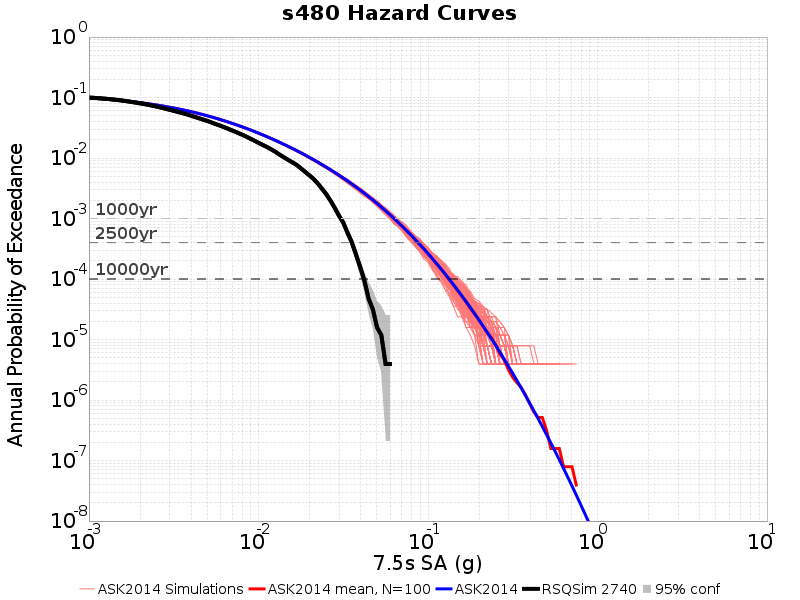 s480 Hazard Curves
Annual Probability of Exceedance
10^0
10^-1
10^-2
10^-3
10^-4
10^-5
10^-6
10^-7
10^-8
1000yr
2500yr
10000yr
10^-3 10^-2 10^-1 10^0 10^1
7.5s SA (g)
ASK2014 Simulations ASK2014 mean, N=100 ASK2014 RSQSim 2740 95% conf